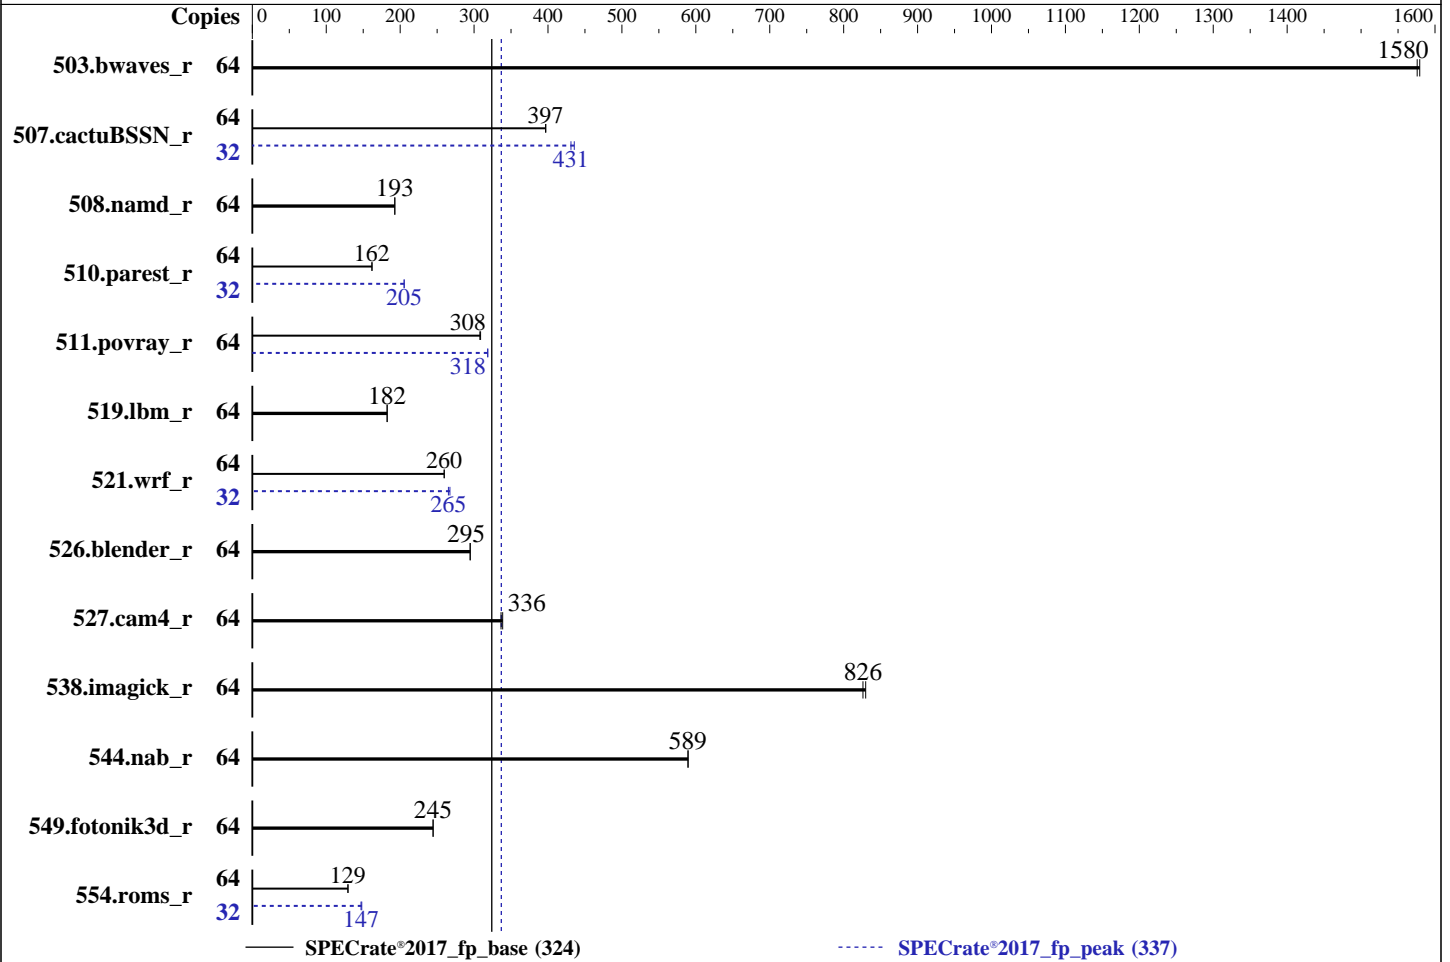 Copies 0 100 200 300 400 500 600 700 800 900 1000 1100 1200 1300 1400 1600
1580
503.bwaves_r 64
397
64
507.cactuBSSN_r
32
431
193
508.namd_r 64
162
64
510.parest_r
32
205
308
511.povray_r 64
318
182
519.lbm_r 64
260
64
521.wrf_r
32
265
295
526.blender_r 64
336
527.cam4_r 64
826
538.imagick_r 64
589
544.nab_r 64
245
549.fotonik3d_r 64
129
64
554.roms_r
32
147
SPECrate®2017_fp_base (324) SPECrate®2017_fp_peak (337)